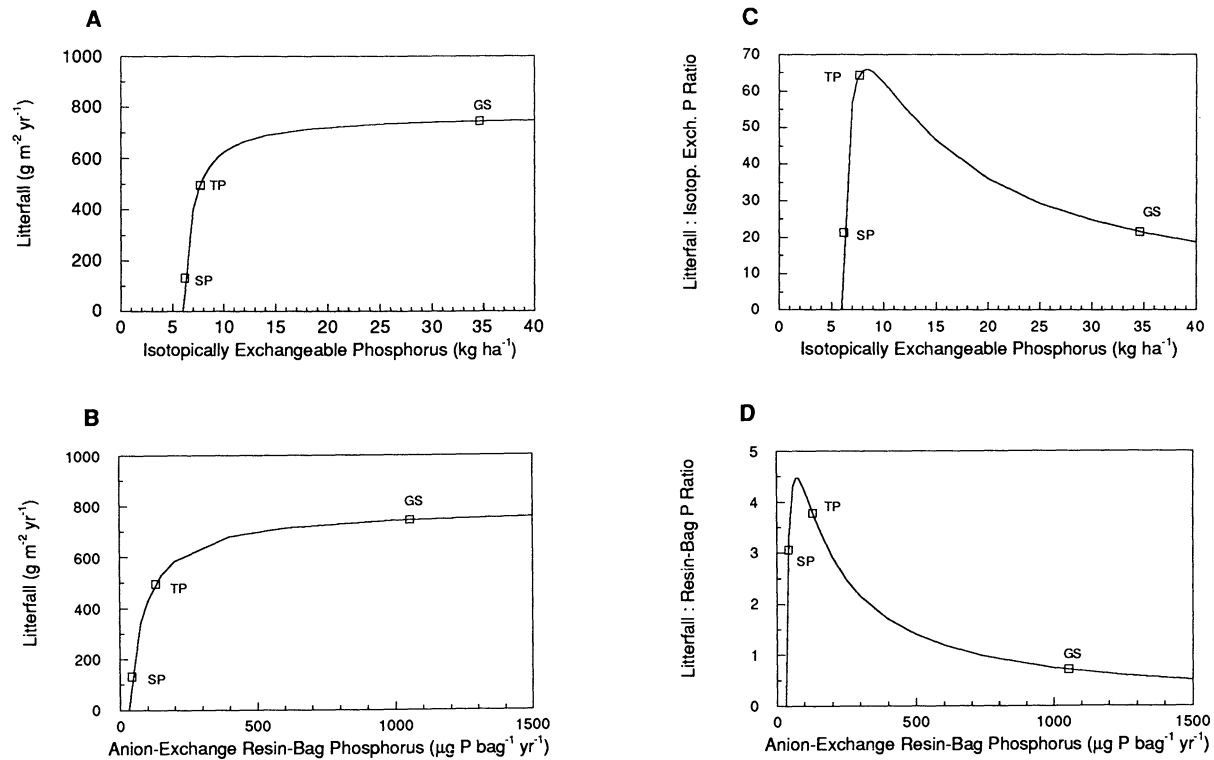 A
Litterfall (g m⁻² yr⁻¹)
1000
800
600
400
200
0
GS
TP
SP
0 5 10 15 20 25 30 35 40
Isotopically Exchangeable Phosphorus (kg ha⁻¹)
C
Litterfall : Isotop. Exch. P Ratio
70
60
50
40
30
20
10
0
TP
GS
SP
0 5 10 15 20 25 30 35 40
Isotopically Exchangeable Phosphorus (kg ha⁻¹)
B
Litterfall (g m⁻² yr⁻¹)
1000
800
600
400
200
0
GS
TP
SP
0 500 1000 1500
Anion-Exchange Resin-Bag Phosphorus (µg P bag⁻¹ yr⁻¹)
D
Litterfall : Resin-Bag P Ratio
5
4
3
2
1
0
TP
SP
GS
0 500 1000 1500
Anion-Exchange Resin-Bag Phosphorus (µg P bag⁻¹ yr⁻¹)